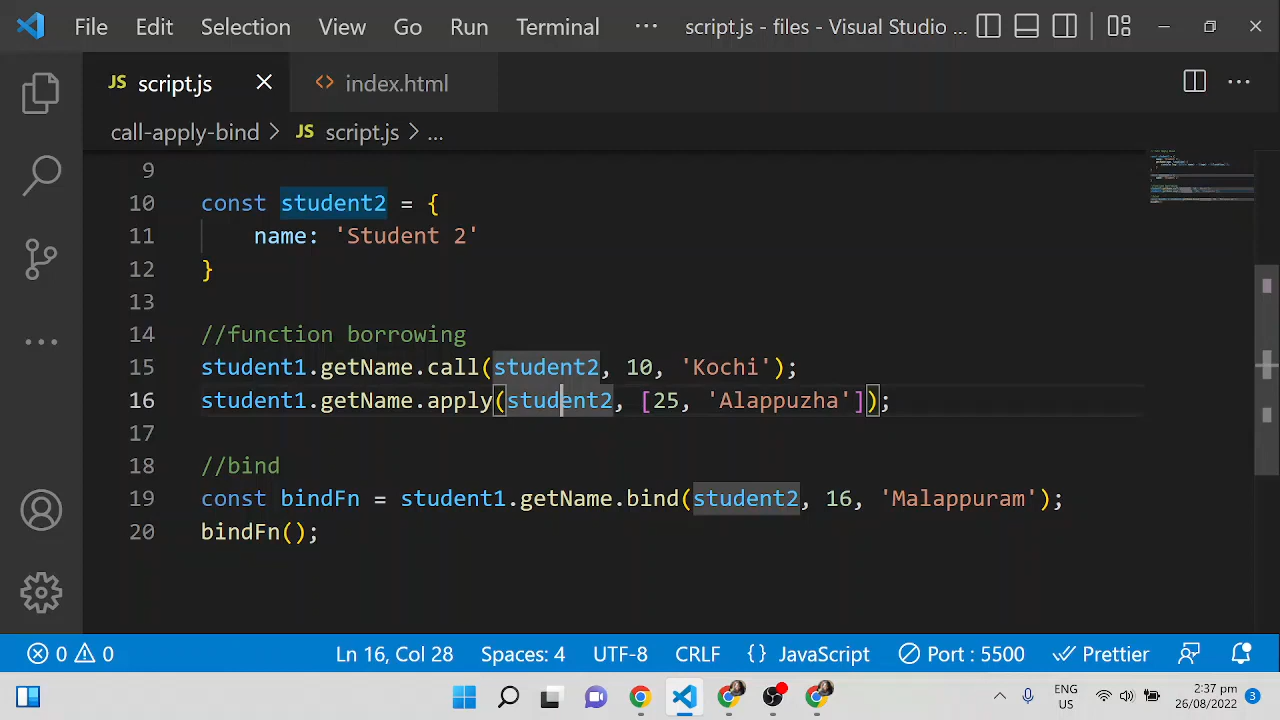 File Edit Selection View Go Run Terminal ··· script.js - files - Visual Studio ...
JS script.js index.html
call-apply-bind > JS script.js > ...
9
10 const student2 = {
11 name: 'Student 2'
12 }
13
14 //function borrowing
15 student1.getName.call(student2, 10, 'Kochi');
16 student1.getName.apply(student2, [25, 'Alappuzha']);
17
18 //bind
19 const bindFn = student1.getName.bind(student2, 16, 'Malappuram');
20 bindFn();
0 0 Ln 16, Col 28 Spaces: 4 UTF-8 CRLF {} JavaScript Port : 5500 Prettier
ENG 2:37 pm
US 26/08/2022 3